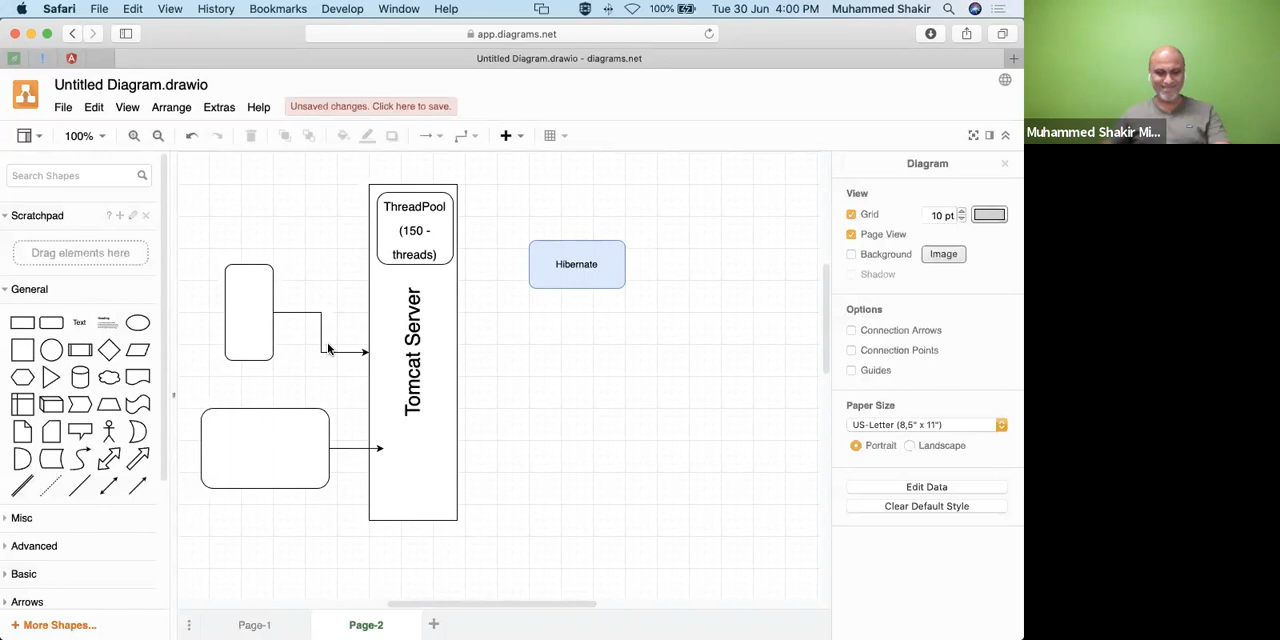 Safari File Edit View History Bookmarks Develop Window Help 100% Tue 30 Jun 4:00 PM Muhammed Shakir
app.diagrams.net
Untitled Diagram.drawio - diagrams.net
Untitled Diagram.drawio
File Edit View Arrange Extras Help Unsaved changes. Click here to save.
100%
Search Shapes
Scratchpad
Drag elements here
General
Text
Heading
Misc
Advanced
Basic
Arrows
+ More Shapes...
ThreadPool
(150 -
threads)
Tomcat Server
Hibernate
Page-1 Page-2
Diagram
View
Grid 10 pt
Page View
Background Image
Shadow
Options
Connection Arrows
Connection Points
Guides
Paper Size
US-Letter (8,5" x 11")
Portrait Landscape
Edit Data
Clear Default Style
Muhammed Shakir Mi...